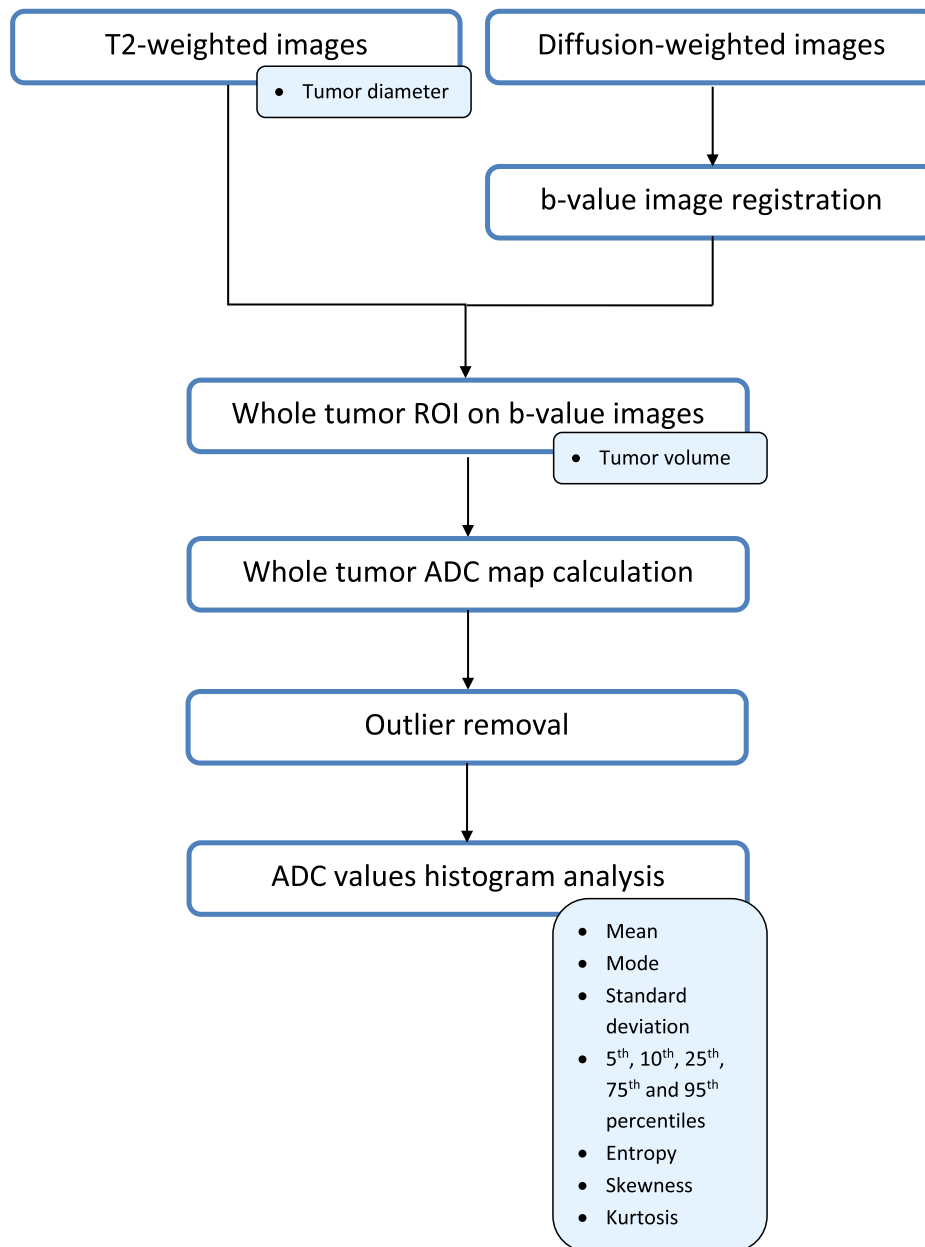 T2-weighted images
• Tumor diameter
Diffusion-weighted images
b-value image registration
Whole tumor ROI on b-value images
• Tumor volume
Whole tumor ADC map calculation
Outlier removal
ADC values histogram analysis
• Mean
• Mode
• Standard
deviation
• 5th, 10th, 25th,
75th and 95th
percentiles
• Entropy
• Skewness
• Kurtosis